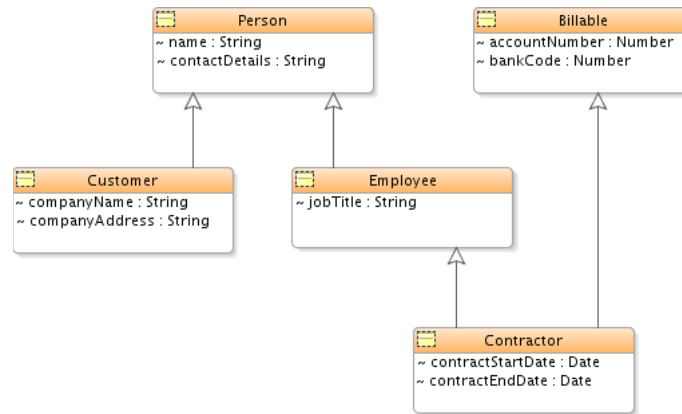 Person
~ name : String
~ contactDetails : String
Billable
~ accountNumber : Number
~ bankCode : Number
Customer
~ companyName : String
~ companyAddress : String
Employee
~ jobTitle : String
Contractor
~ contractStartDate : Date
~ contractEndDate : Date